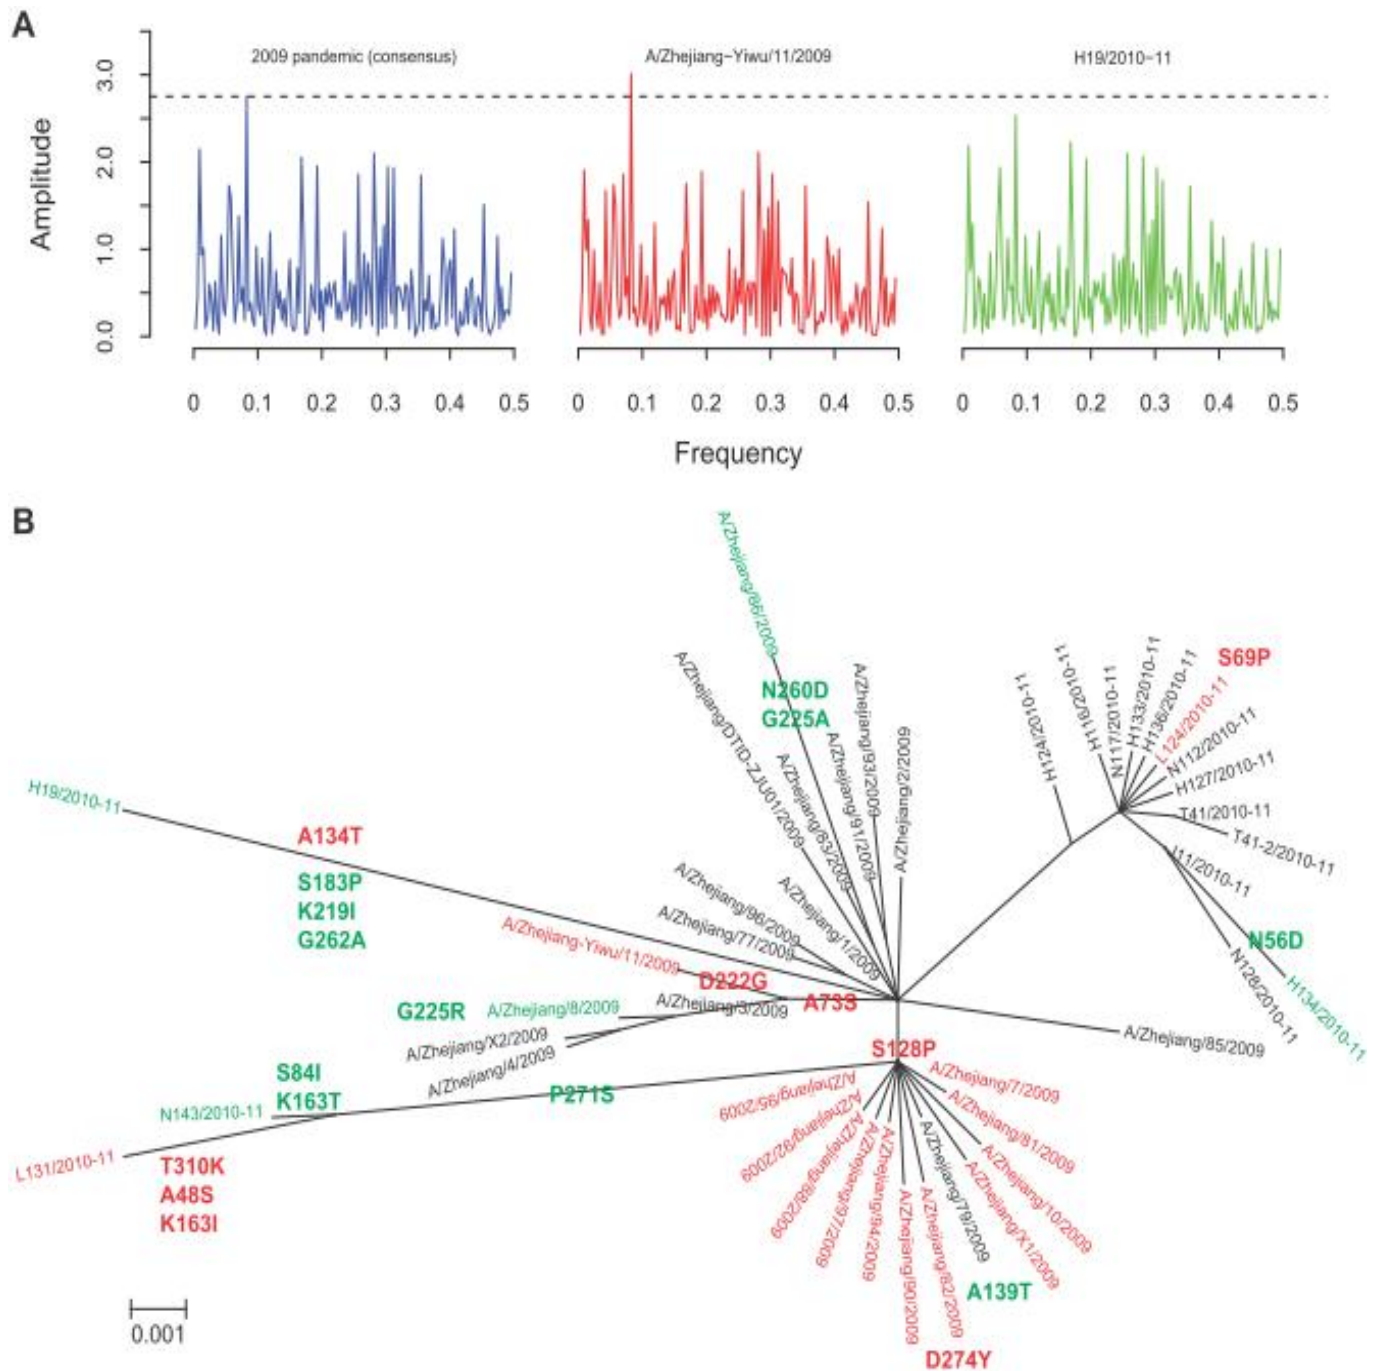 A
2009 pandemic (consensus)
A/Zhejiang−Yiwu/11/2009
H19/2010−11
Amplitude
3.0
2.0
1.0
0.0
0 0.1 0.2 0.3 0.4 0.5
0 0.1 0.2 0.3 0.4 0.5
0 0.1 0.2 0.3 0.4 0.5
Frequency
B
A/Zhejiang/86/2009
N260D
G225A
A/Zhejiang/DTID-ZJU01/2009
A/Zhejiang/83/2009
A/Zhejiang/91/2009
A/Zhejiang/93/2009
A/Zhejiang/2/2009
H124/2010-11
H116/2010-11
N117/2010-11
H133/2010-11
H136/2010-11
S69P
L124/2010-11
N112/2010-11
H127/2010-11
T41/2010-11
T41-2/2010-11
I11/2010-11
N56D
N128/2010-11
H134/2010-11
H19/2010-11
A134T
S183P
K219I
G262A
A/Zhejiang/96/2009
A/Zhejiang/77/2009
A/Zhejiang/1/2009
A/Zhejiang-Yiwu/11/2009
D222G
A73S
G225R
A/Zhejiang/8/2009
A/Zhejiang/3/2009
A/Zhejiang/X2/2009
A/Zhejiang/4/2009
A/Zhejiang/85/2009
S128P
S84I
K163T
P271S
N143/2010-11
L131/2010-11
T310K
A48S
K163I
A/Zhejiang/95/2009
A/Zhejiang/92/2009
A/Zhejiang/88/2009
A/Zhejiang/97/2009
A/Zhejiang/94/2009
A/Zhejiang/90/2009
A/Zhejiang/82/2009
A/Zhejiang/79/2009
A/Zhejiang/X1/2009
A/Zhejiang/10/2009
A/Zhejiang/81/2009
A/Zhejiang/7/2009
A139T
D274Y
0.001